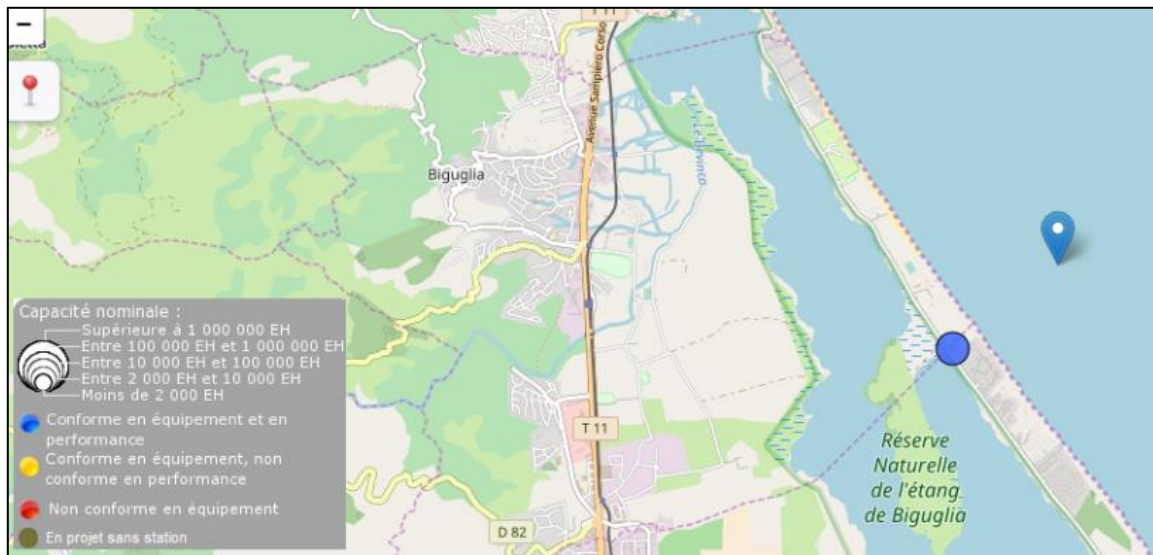 −
T 11
Avenue Sampiero Corso
Le Bevinco
Biguglia
Capacité nominale :
Supérieure à 1 000 000 EH
Entre 100 000 EH et 1 000 000 EH
Entre 10 000 EH et 100 000 EH
Entre 2 000 EH et 10 000 EH
Moins de 2 000 EH
Conforme en équipement et en
performance
Conforme en équipement, non
conforme en performance
Non conforme en équipement
En projet sans station
T 11
D 82
Réserve
Naturelle
de l'étang
de Biguglia